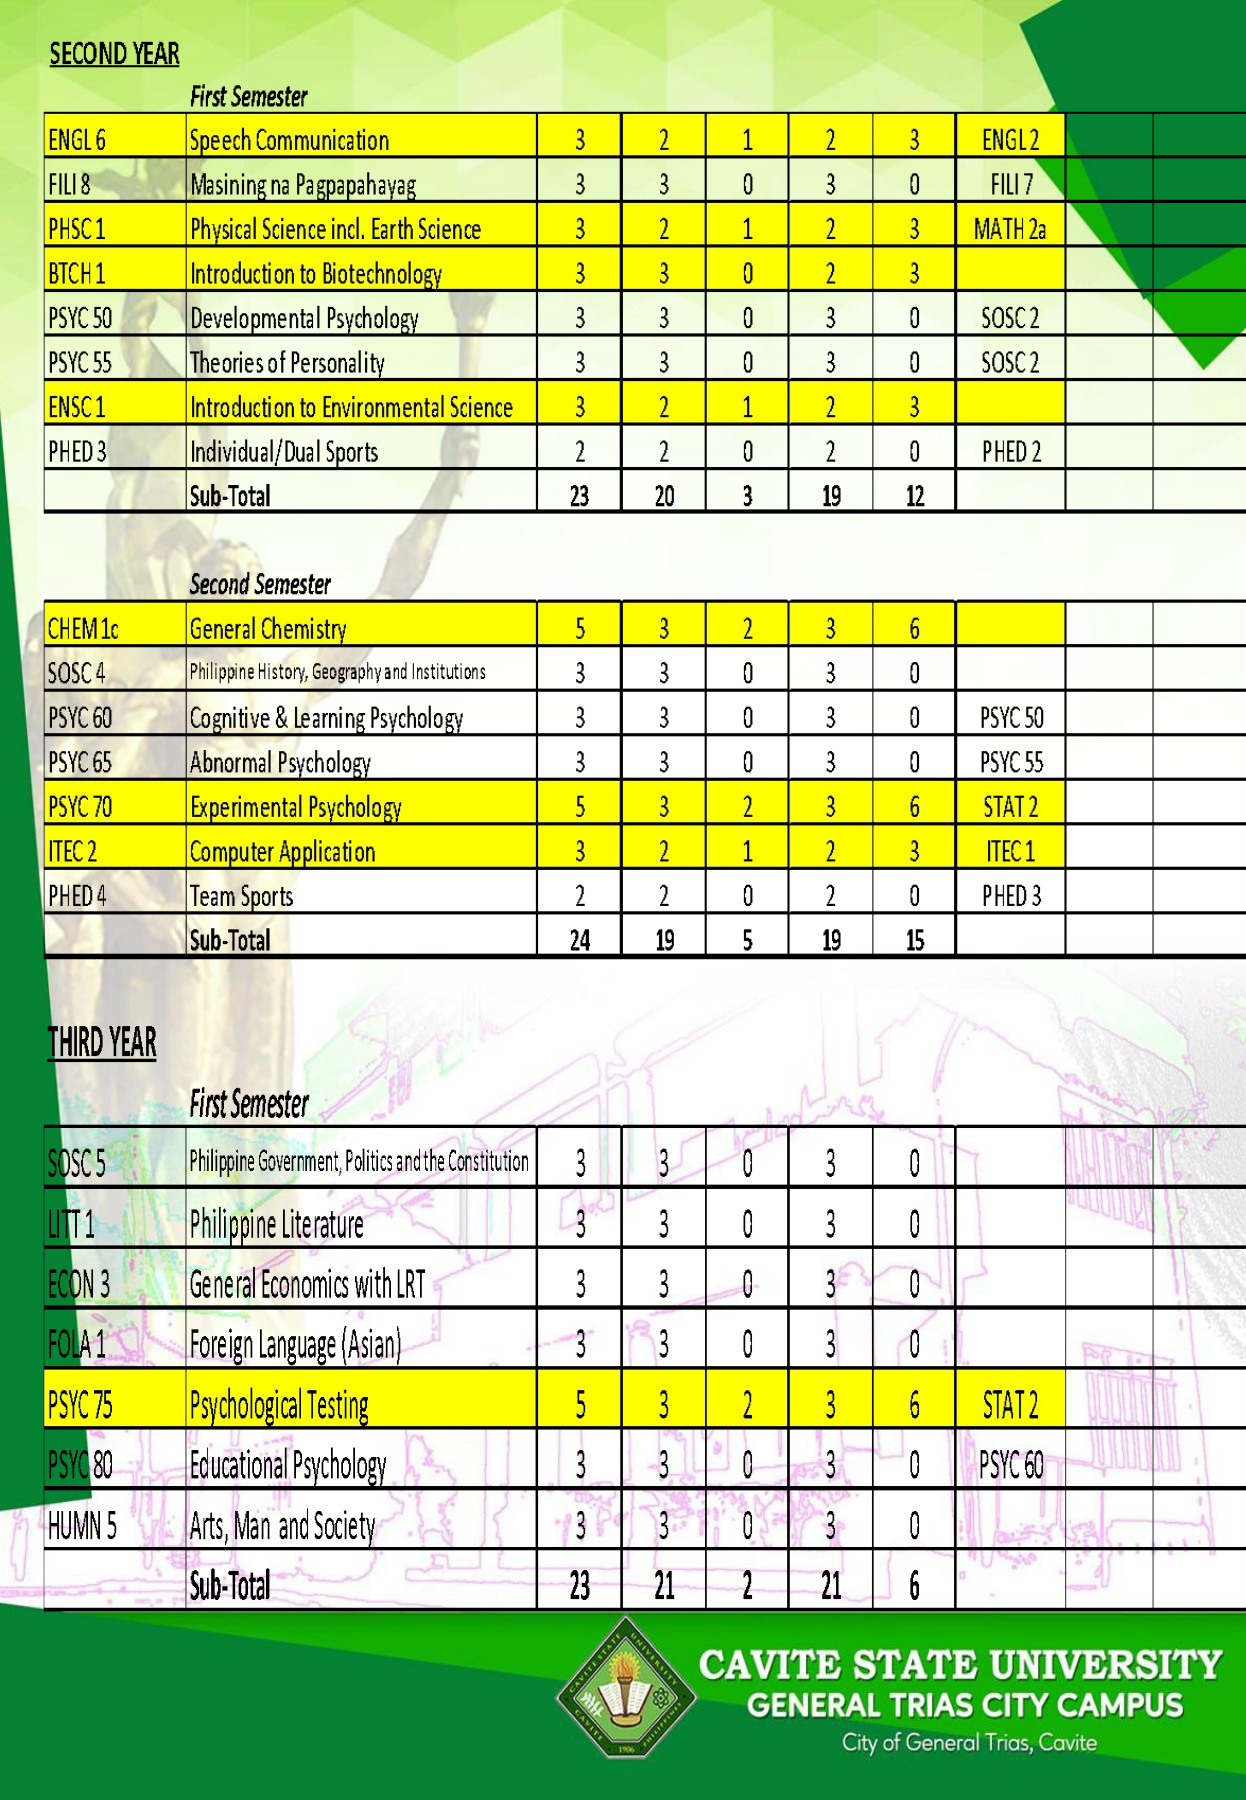 SECOND YEAR
First Semester
ENGL 6 Speech Communication 3 2 1 2 3 ENGL 2
FILI 8 Masining na Pagpapahayag 3 3 0 3 0 FILI 7
PHSC 1 Physical Science incl. Earth Science 3 2 1 2 3 MATH 2a
BTCH 1 Introduction to Biotechnology 3 3 0 2 3
PSYC 50 Developmental Psychology 3 3 0 3 0 SOSC 2
PSYC 55 Theories of Personality 3 3 0 3 0 SOSC 2
ENSC 1 Introduction to Environmental Science 3 2 1 2 3
PHED 3 Individual/Dual Sports 2 2 0 2 0 PHED 2
Sub-Total 23 20 3 19 12
Second Semester
CHEM 1c General Chemistry 5 3 2 3 6
SOSC 4 Philippine History, Geography and Institutions 3 3 0 3 0
PSYC 60 Cognitive & Learning Psychology 3 3 0 3 0 PSYC 50
PSYC 65 Abnormal Psychology 3 3 0 3 0 PSYC 55
PSYC 70 Experimental Psychology 5 3 2 3 6 STAT 2
ITEC 2 Computer Application 3 2 1 2 3 ITEC 1
PHED 4 Team Sports 2 2 0 2 0 PHED 3
Sub-Total 24 19 5 19 15
THIRD YEAR
First Semester
SOSC 5 Philippine Government, Politics and the Constitution 3 3 0 3 0
LITT 1 Philippine Literature 3 3 0 3 0
ECON 3 General Economics with LRT 3 3 0 3 0
FOLA 1 Foreign Language (Asian) 3 3 0 3 0
PSYC 75 Psychological Testing 5 3 2 3 6 STAT 2
PSYC 80 Educational Psychology 3 3 0 3 0 PSYC 60
HUMN 5 Arts, Man and Society 3 3 0 3 0
Sub-Total 23 21 2 21 6
CAVITE STATE UNIVERSITY
CAVITE PHILIPPINES
1906
CAVITE STATE UNIVERSITY
GENERAL TRIAS CITY CAMPUS
City of General Trias, Cavite